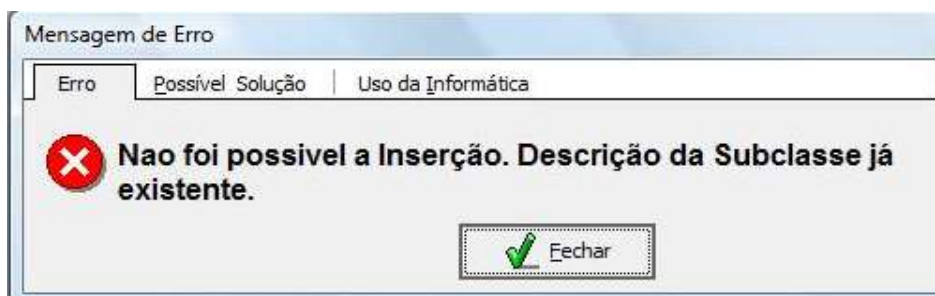 Mensagem de Erro
Erro Possível Solução Uso da Informática
Nao foi possivel a Inserção. Descrição da Subclasse já
existente.
Fechar